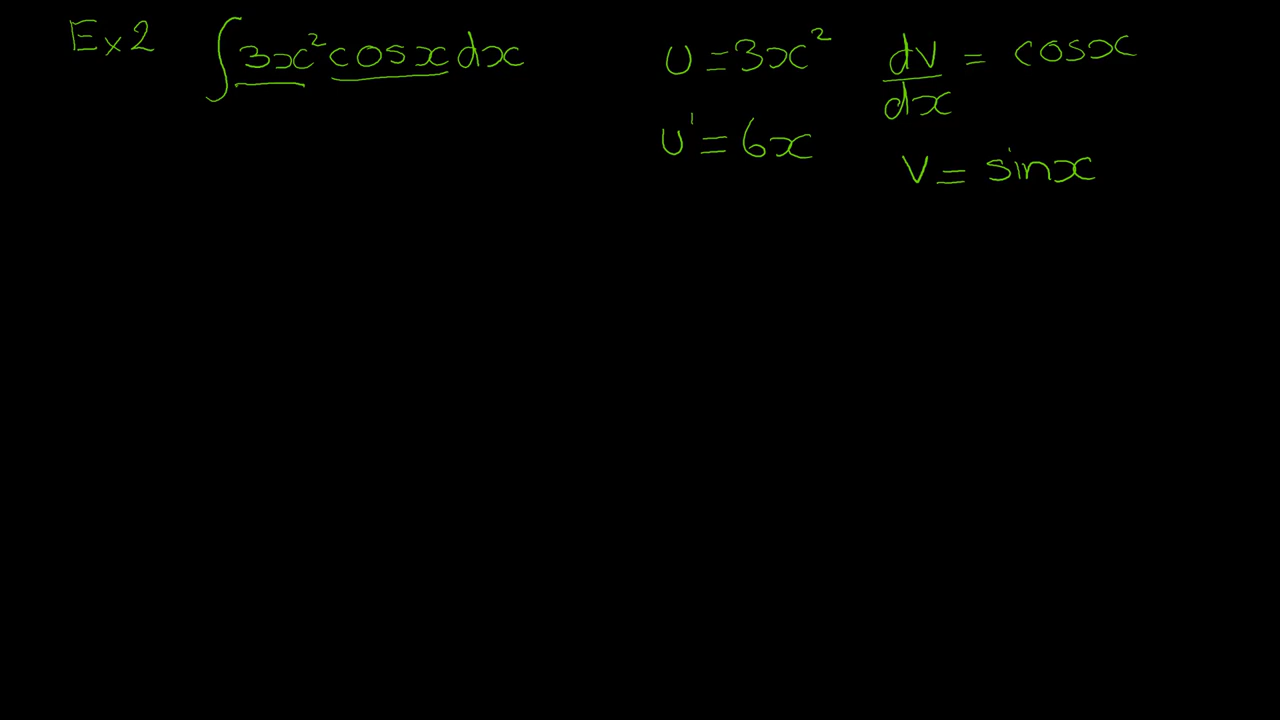 Ex2 ∫3x²cosx dx u=3x² dv/dx = cosx
u'=6x v= sinx